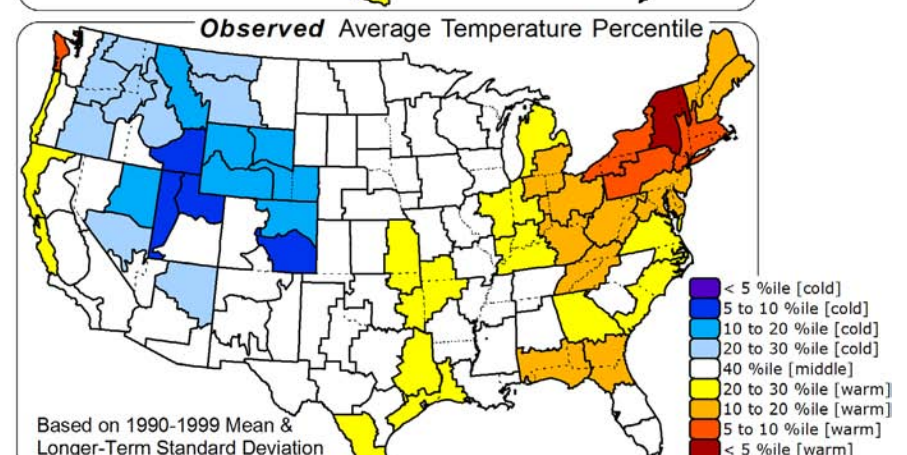 Observed Average Temperature Percentile
< 5 %ile [cold]
5 to 10 %ile [cold]
10 to 20 %ile [cold]
20 to 30 %ile [cold]
40 %ile [middle]
20 to 30 %ile [warm]
10 to 20 %ile [warm]
5 to 10 %ile [warm]
< 5 %ile [warm]
Based on 1990-1999 Mean &
Longer-Term Standard Deviation